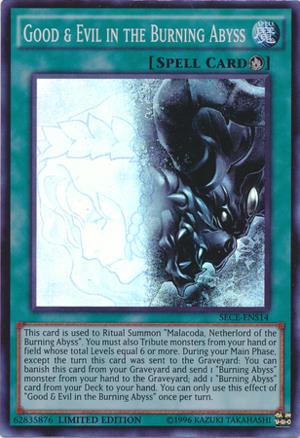 Good & Evil in the Burning Abyss
[Spell Card]
SECE-ENS14
This card is used to Ritual Summon "Malacoda, Netherlord of the
Burning Abyss". You must also Tribute monsters from your hand or
field whose total Levels equal 6 or more. During your Main Phase,
except the turn this card was sent to the Graveyard: You can
banish this card from your Graveyard and send 1 "Burning Abyss"
monster from your hand to the Graveyard; add 1 "Burning Abyss"
card from your Deck to your hand. You can only use this effect of
"Good & Evil in the Burning Abyss" once per turn.
62835876 LIMITED EDITION ©1996 KAZUKI TAKAHASHI